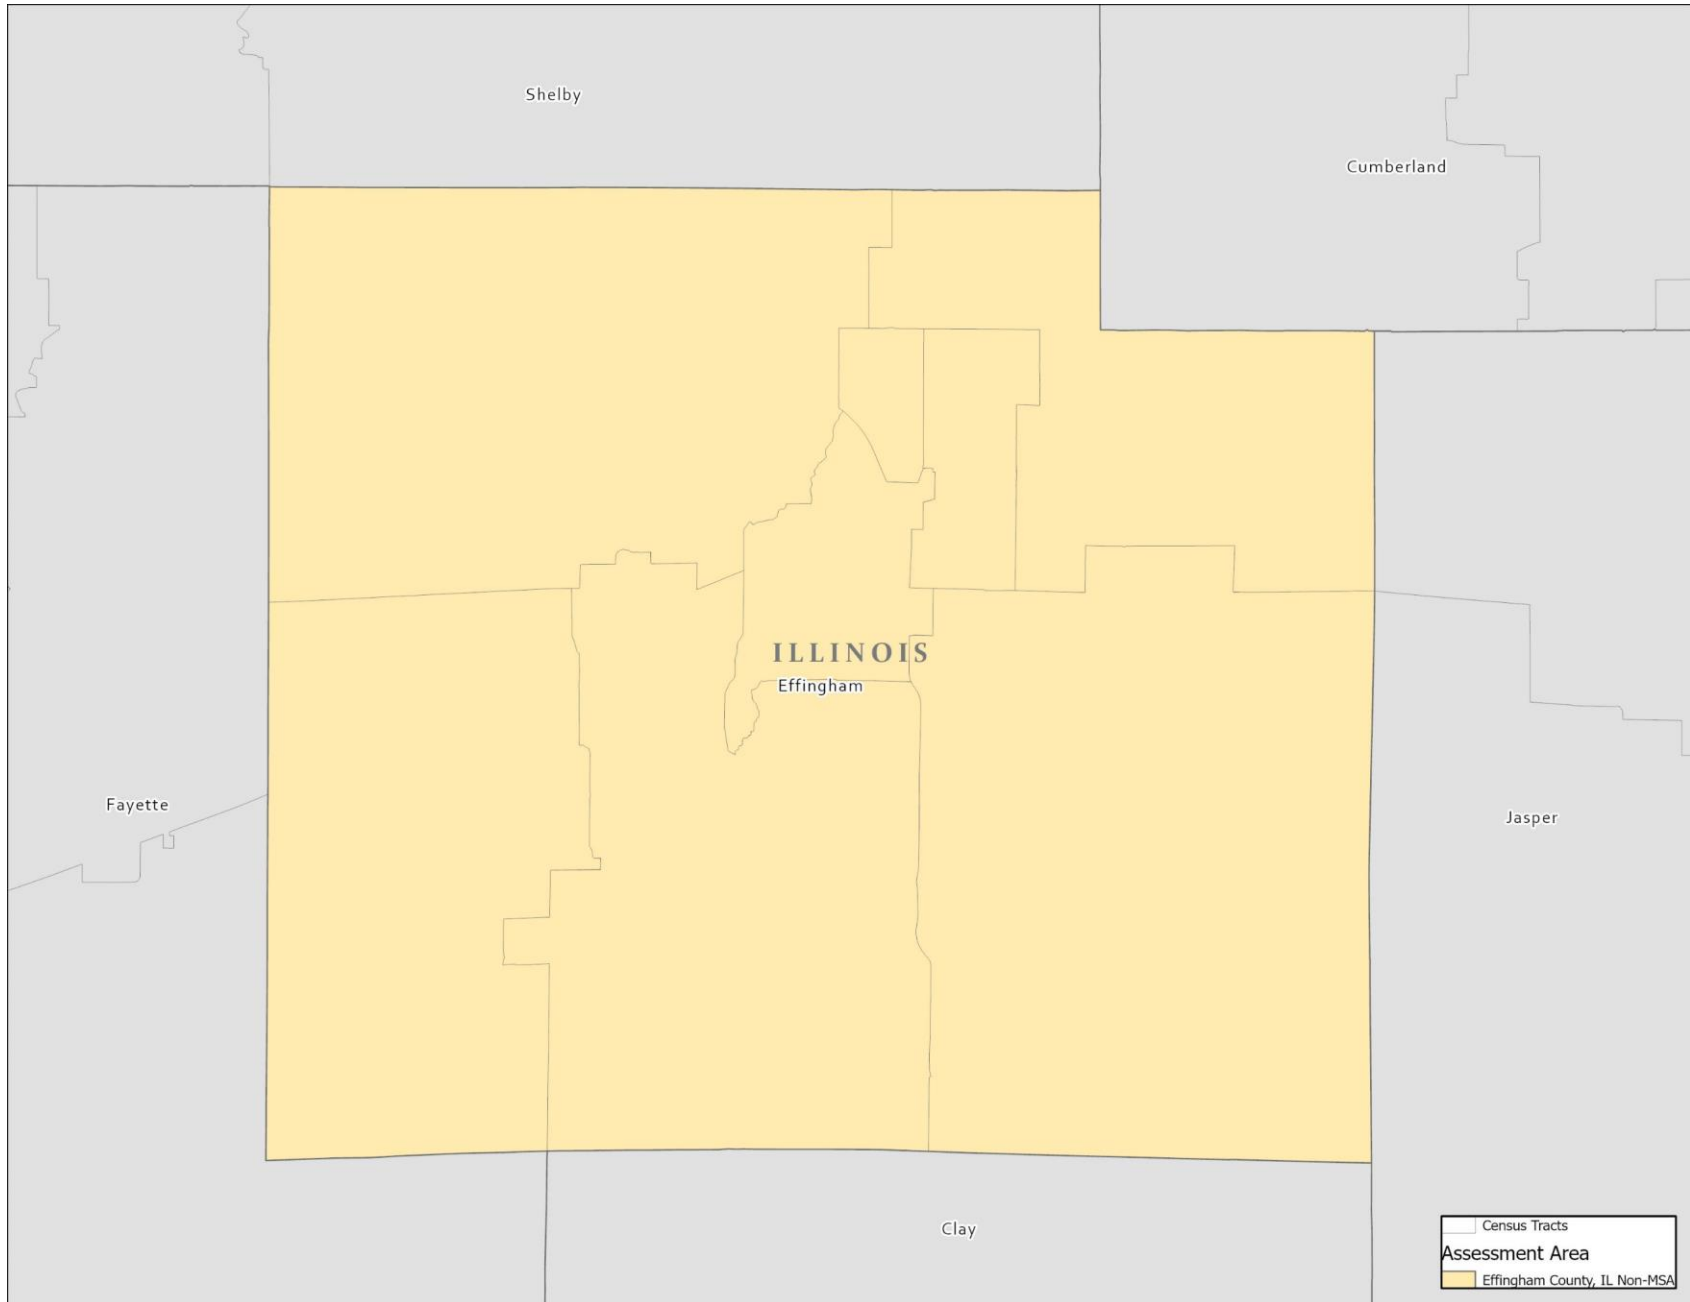 Shelby
Cumberland
ILLINOIS
Effingham
Fayette
Jasper
Clay
Census Tracts
Assessment Area
Effingham County, IL Non-MSA